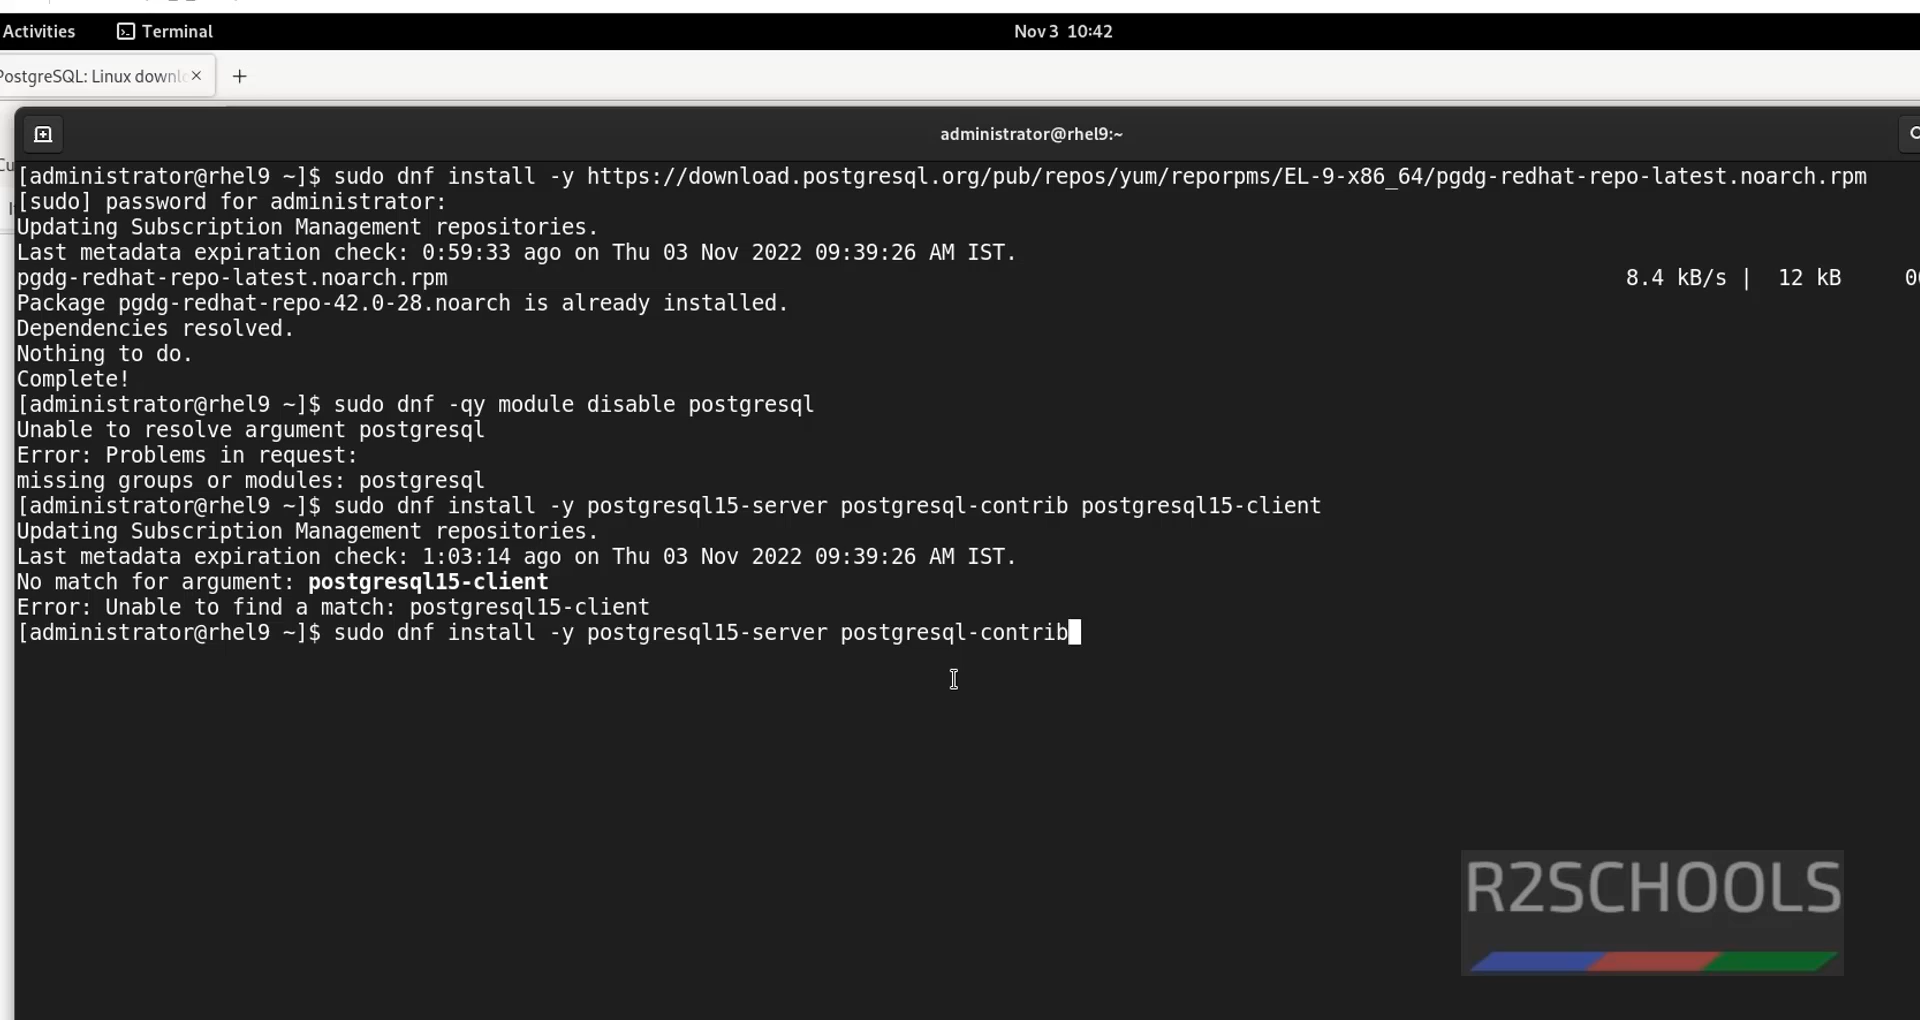 Activities Terminal Nov 3 10:42
PostgreSQL: Linux downl
administrator@rhel9:~
[administrator@rhel9 ~]$ sudo dnf install -y https://download.postgresql.org/pub/repos/yum/reporpms/EL-9-x86_64/pgdg-redhat-repo-latest.noarch.rpm
[sudo] password for administrator:
Updating Subscription Management repositories.
Last metadata expiration check: 0:59:33 ago on Thu 03 Nov 2022 09:39:26 AM IST.
pgdg-redhat-repo-latest.noarch.rpm 8.4 kB/s | 12 kB
Package pgdg-redhat-repo-42.0-28.noarch is already installed.
Dependencies resolved.
Nothing to do.
Complete!
[administrator@rhel9 ~]$ sudo dnf -qy module disable postgresql
Unable to resolve argument postgresql
Error: Problems in request:
missing groups or modules: postgresql
[administrator@rhel9 ~]$ sudo dnf install -y postgresql15-server postgresql-contrib postgresql15-client
Updating Subscription Management repositories.
Last metadata expiration check: 1:03:14 ago on Thu 03 Nov 2022 09:39:26 AM IST.
No match for argument: postgresql15-client
Error: Unable to find a match: postgresql15-client
[administrator@rhel9 ~]$ sudo dnf install -y postgresql15-server postgresql-contrib
R2SCHOOLS